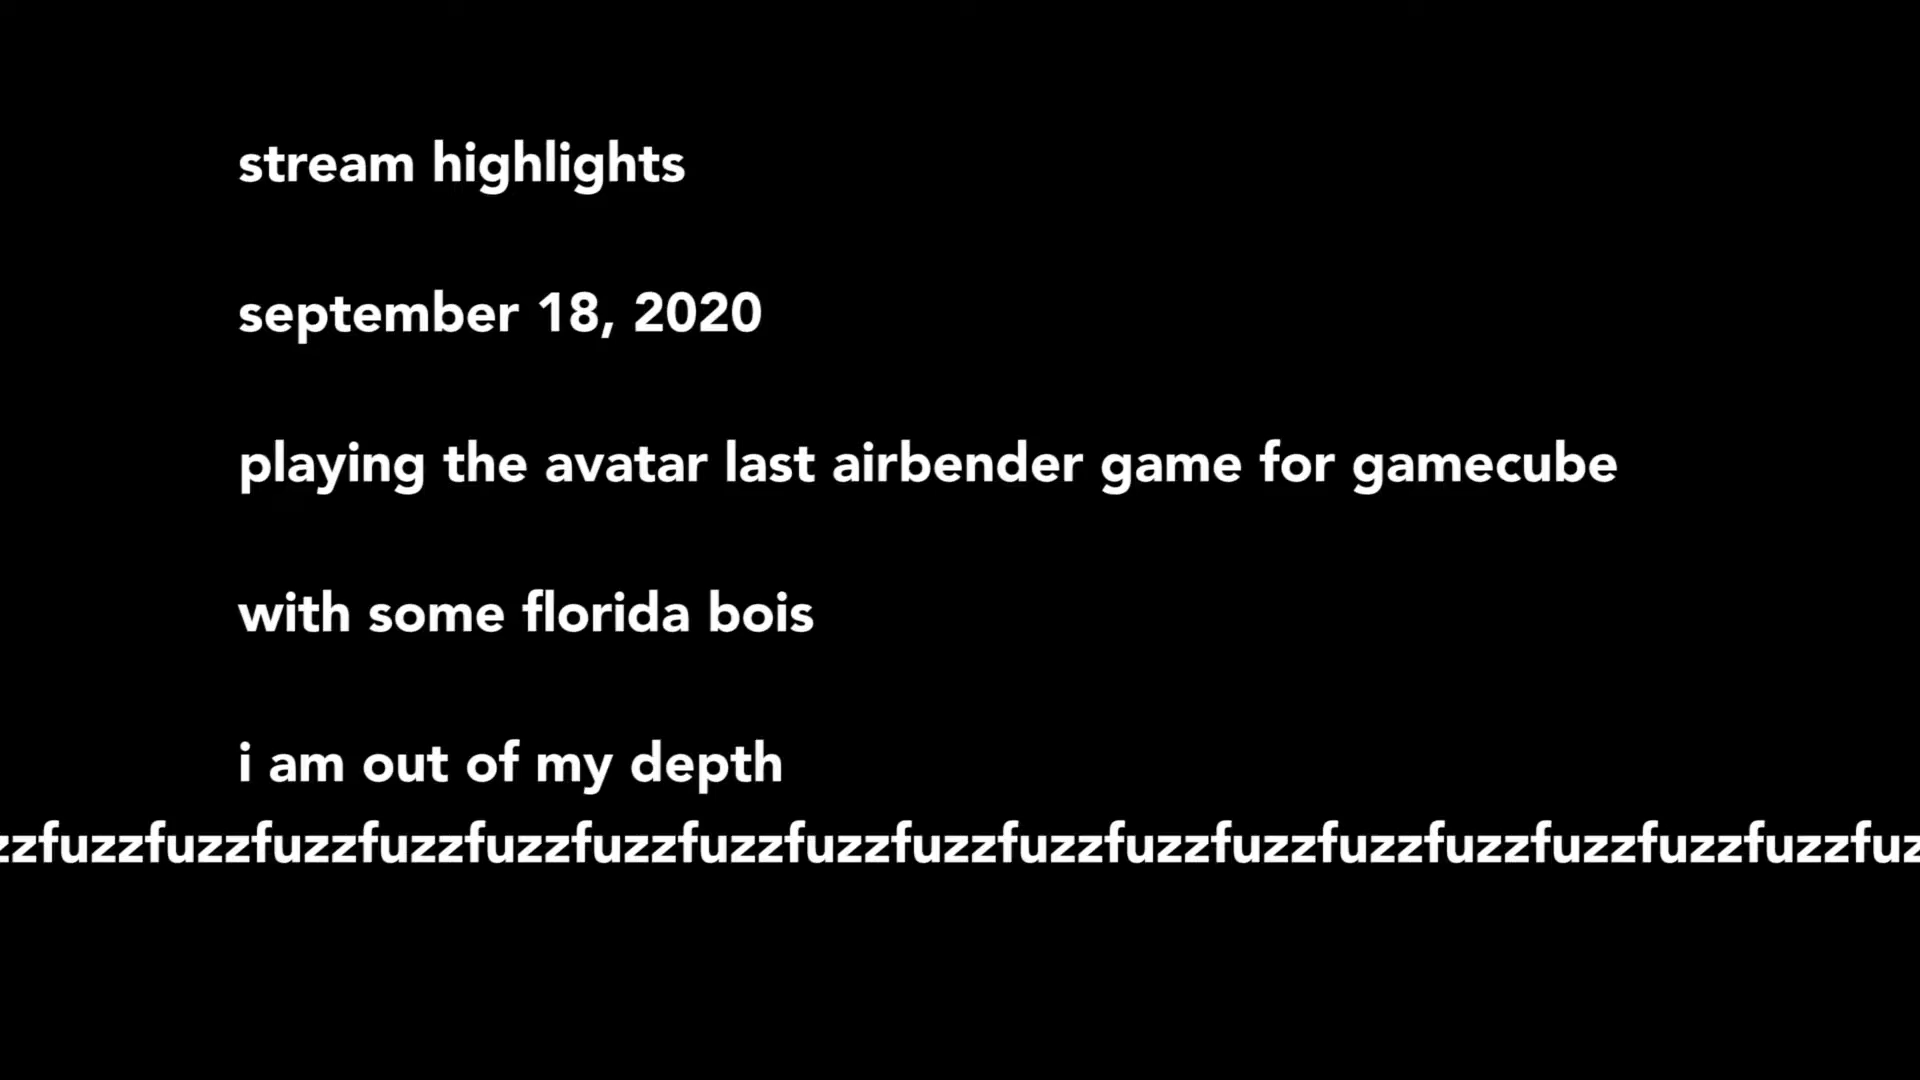 stream highlights
september 18, 2020
playing the avatar last airbender game for gamecube
with some florida bois
i am out of my depth
zzfuzzfuzzfuzzfuzzfuzzfuzzfuzzfuzzfuzzfuzzfuzzfuzzfuzzfuzzfuzzfuzzfuzzfuz